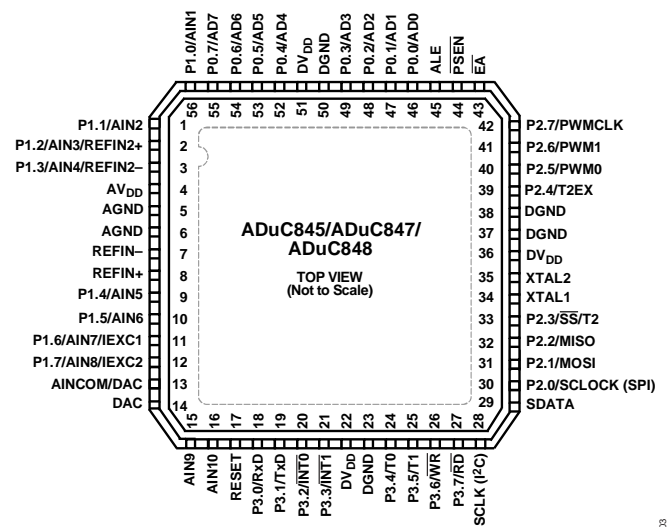 P1.0/AIN1
P0.7/AD7
P0.6/AD6
P0.5/AD5
P0.4/AD4
DVDD
DGND
P0.3/AD3
P0.2/AD2
P0.1/AD1
P0.0/AD0
ALE
PSEN
EA
56
55
54
53
52
51
50
49
48
47
46
45
44
43
P1.1/AIN2 1
P1.2/AIN3/REFIN2+ 2
P1.3/AIN4/REFIN2– 3
AVDD 4
AGND 5
AGND 6
REFIN– 7
REFIN+ 8
P1.4/AIN5 9
P1.5/AIN6 10
P1.6/AIN7/IEXC1 11
P1.7/AIN8/IEXC2 12
AINCOM/DAC 13
DAC 14
ADuC845/ADuC847/
ADuC848
TOP VIEW
(Not to Scale)
42 P2.7/PWMCLK
41 P2.6/PWM1
40 P2.5/PWM0
39 P2.4/T2EX
38 DGND
37 DGND
36 DVDD
35 XTAL2
34 XTAL1
33 P2.3/SS/T2
32 P2.2/MISO
31 P2.1/MOSI
30 P2.0/SCLOCK (SPI)
29 SDATA
15
16
17
18
19
20
21
22
23
24
25
26
27
28
AIN9
AIN10
RESET
P3.0/RxD
P3.1/TxD
P3.2/INT0
P3.3/INT1
DVDD
DGND
P3.4/T0
P3.5/T1
P3.6/WR
P3.7/RD
SCLK (I2C)
03